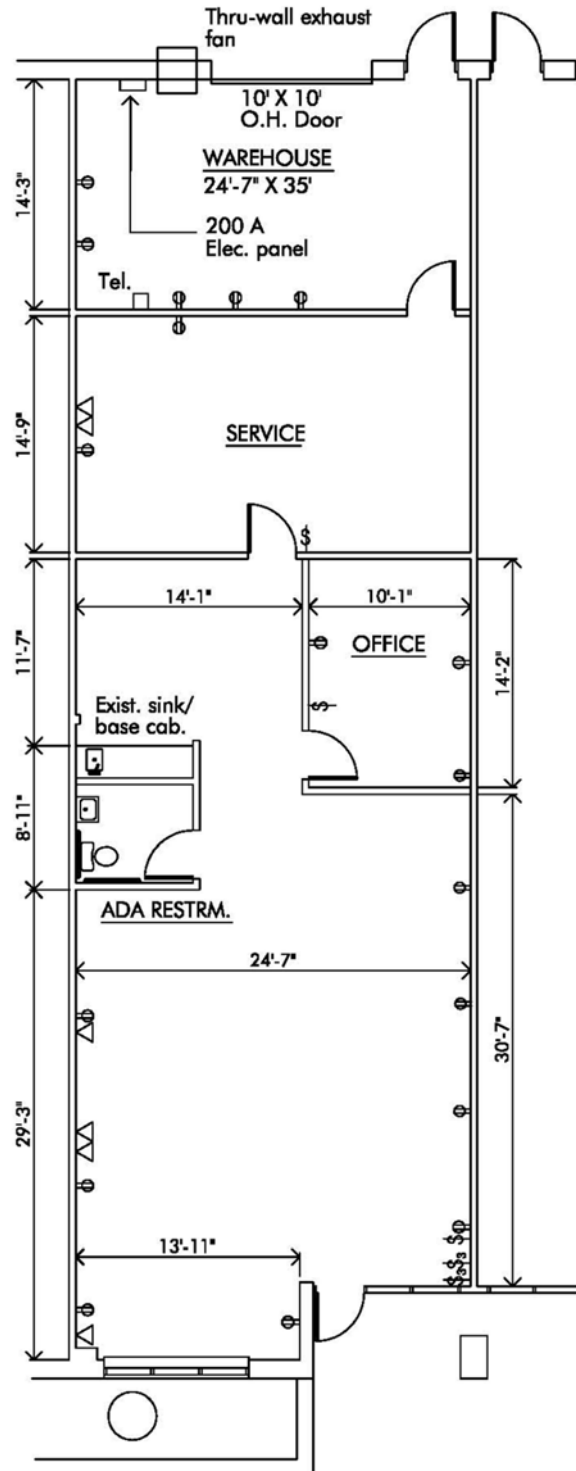 Thru-wall exhaust
fan
10' X 10'
O.H. Door
WAREHOUSE
24'-7" X 35'
14'-3"
200 A
Elec. panel
Tel.
SERVICE
14'-9"
$
14'-1"
10'-1"
OFFICE
11'-7"
14'-2"
$
Exist. sink/
base cab.
8'-11"
ADA RESTRM.
24'-7"
30'-7"
29'-3"
13'-11"
$
$3
$3